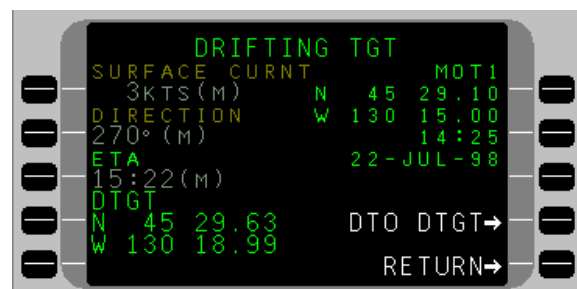 DRIFTING TGT
SURFACE CURNT MOT1
3KTS(M) N 45 29.10
DIRECTION W 130 15.00
270°(M) 14:25
ETA 22-JUL-98
15:22(M)
DTGT
N 45 29.63 DTO DTGT→
W 130 18.99
RETURN→